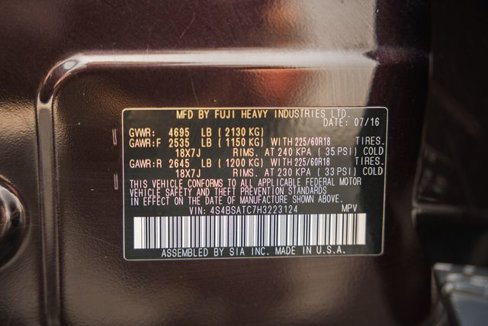 MFD BY FUJI HEAVY INDUSTRIES LTD.
DATE: 07/16
GVWR: 4695 LB ( 2130 KG)
GAWR:F 2535 LB ( 1150 KG) WITH 225/60R18 TIRES.
18X7J RIMS. AT 240 KPA ( 35 PSI) COLD
GAWR:R 2645 LB ( 1200 KG) WITH 225/60R18 TIRES.
18X7J RIMS. AT 230 KPA ( 33 PSI) COLD
THIS VEHICLE CONFORMS TO ALL APPLICABLE FEDERAL MOTOR
VEHICLE SAFETY AND THEFT PREVENTION STANDARDS
IN EFFECT ON THE DATE OF MANUFACTURE SHOWN ABOVE.
VIN: 4S4BSATC7H3223124 MPV
ASSEMBLED BY SIA INC. MADE IN U.S.A.